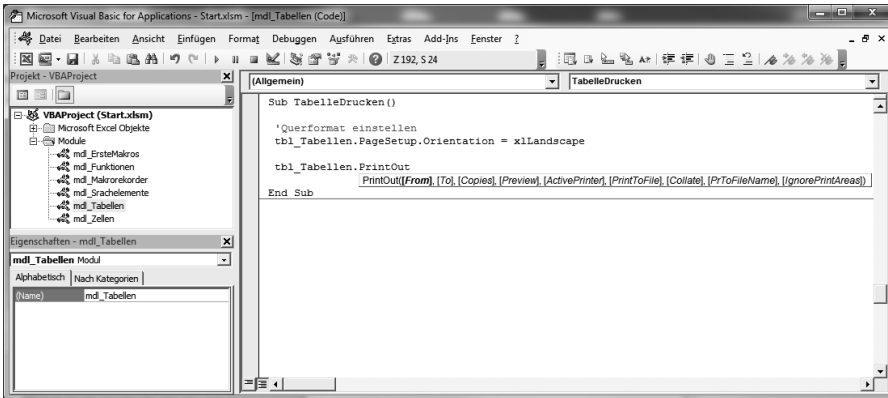 Microsoft Visual Basic for Applications - Start.xlsm - [mdl_Tabellen (Code)]
Datei Bearbeiten Ansicht Einfügen Format Debuggen Ausführen Extras Add-Ins Fenster ?
Z 192, S 24
Projekt - VBAProject
VBAProject (Start.xlsm)
Microsoft Excel Objekte
Module
mdl_ErsteMakros
mdl_Funktionen
mdl_Makrorekorder
mdl_Srachelemente
mdl_Tabellen
mdl_Zellen
Eigenschaften - mdl_Tabellen
mdl_Tabellen Modul
Alphabetisch Nach Kategorien
(Name) mdl_Tabellen
(Allgemein) TabelleDrucken
Sub TabelleDrucken()
'Querformat einstellen
tbl_Tabellen.PageSetup.Orientation = xlLandscape
tbl_Tabellen.PrintOut
PrintOut([From], [To], [Copies], [Preview], [ActivePrinter], [PrintToFile], [Collate], [PrToFileName], [IgnorePrintAreas])
End Sub